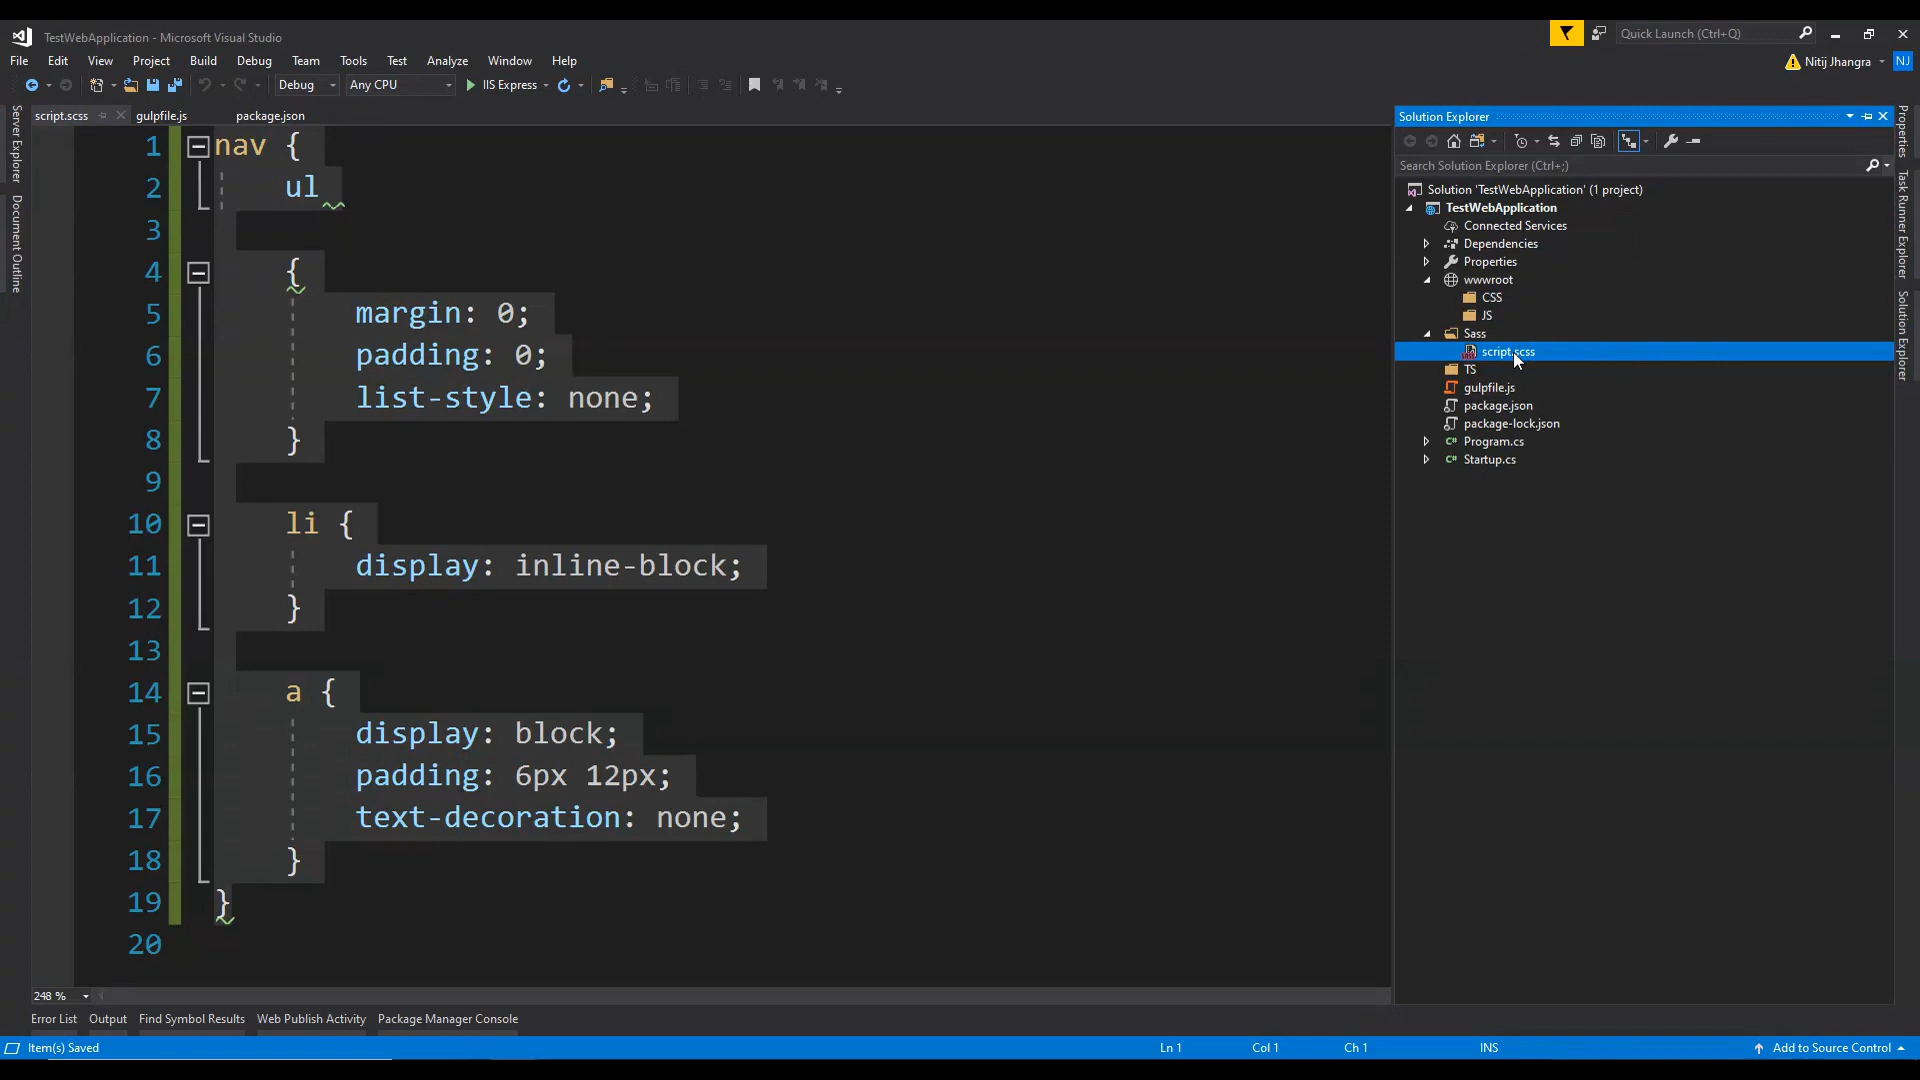 TestWebApplication - Microsoft Visual Studio
Quick Launch (Ctrl+Q)
File Edit View Project Build Debug Team Tools Test Analyze Window Help
Nitij Jhangra NJ
Debug Any CPU IIS Express
script.scss gulpfile.js package.json
Server Explorer
Document Outline
1 nav {
2 ul
3
4 {
5 margin: 0;
6 padding: 0;
7 list-style: none;
8 }
9
10 li {
11 display: inline-block;
12 }
13
14 a {
15 display: block;
16 padding: 6px 12px;
17 text-decoration: none;
18 }
19 }
20
248 %
Solution Explorer
Search Solution Explorer (Ctrl+;)
Solution 'TestWebApplication' (1 project)
TestWebApplication
Connected Services
Dependencies
Properties
wwwroot
CSS
JS
Sass
script.scss
TS
gulpfile.js
package.json
package-lock.json
C# Program.cs
C# Startup.cs
Properties
Task Runner Explorer
Solution Explorer
Error List Output Find Symbol Results Web Publish Activity Package Manager Console
Item(s) Saved Ln 1 Col 1 Ch 1 INS Add to Source Control